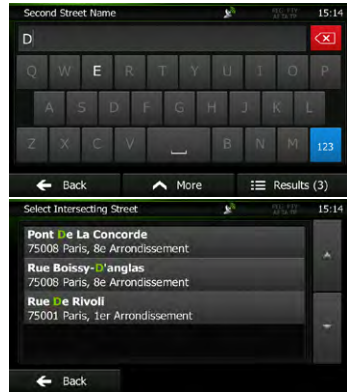 Second Street Name 15:14
D
Q W E R T Y U I O P
A S D F G H J K L
Z X C V B N M 123
Back More Results (3)
Select Intersecting Street 15:14
Pont De La Concorde
75008 Paris, 8e Arrondissement
Rue Boissy-D'anglas
75008 Paris, 8e Arrondissement
Rue De Rivoli
75001 Paris, 1er Arrondissement
Back